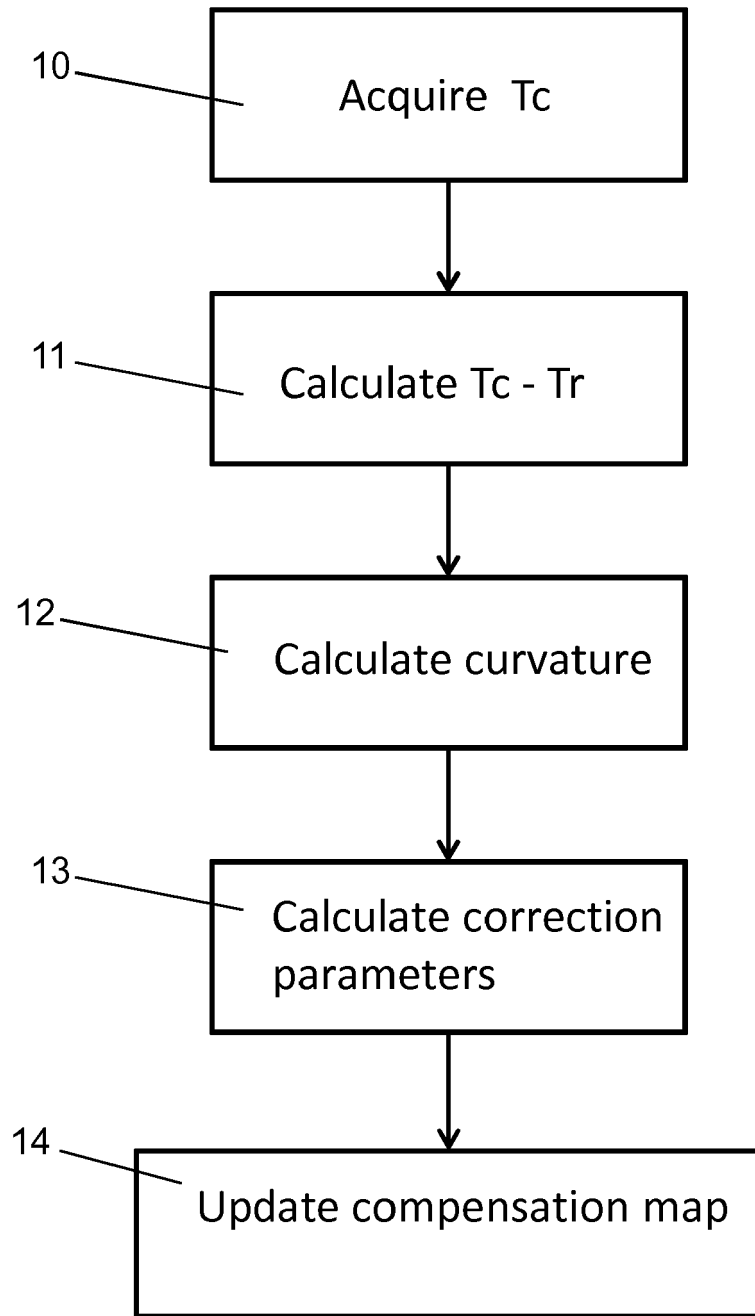 10
Acquire Tc
11
Calculate Tc - Tr
12
Calculate curvature
13
Calculate correction
parameters
14
Update compensation map